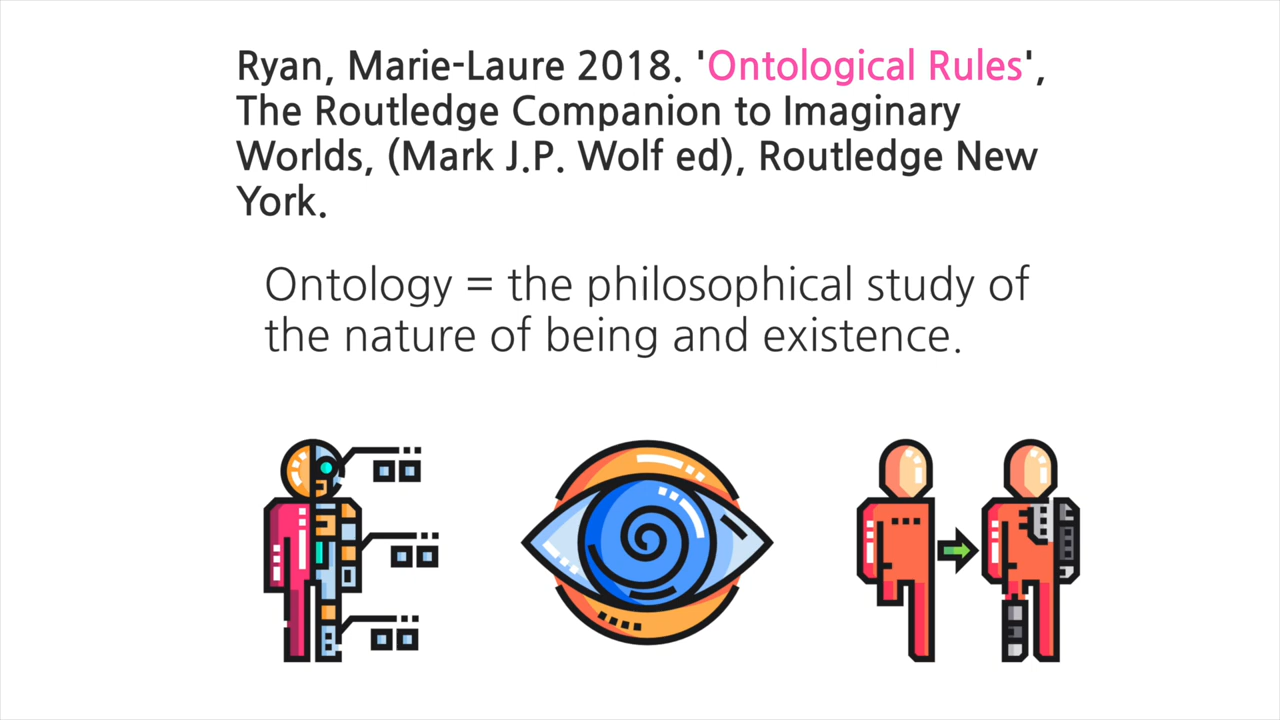 Ryan, Marie-Laure 2018. 'Ontological Rules',
The Routledge Companion to Imaginary
Worlds, (Mark J.P. Wolf ed), Routledge New
York.
Ontology = the philosophical study of
the nature of being and existence.